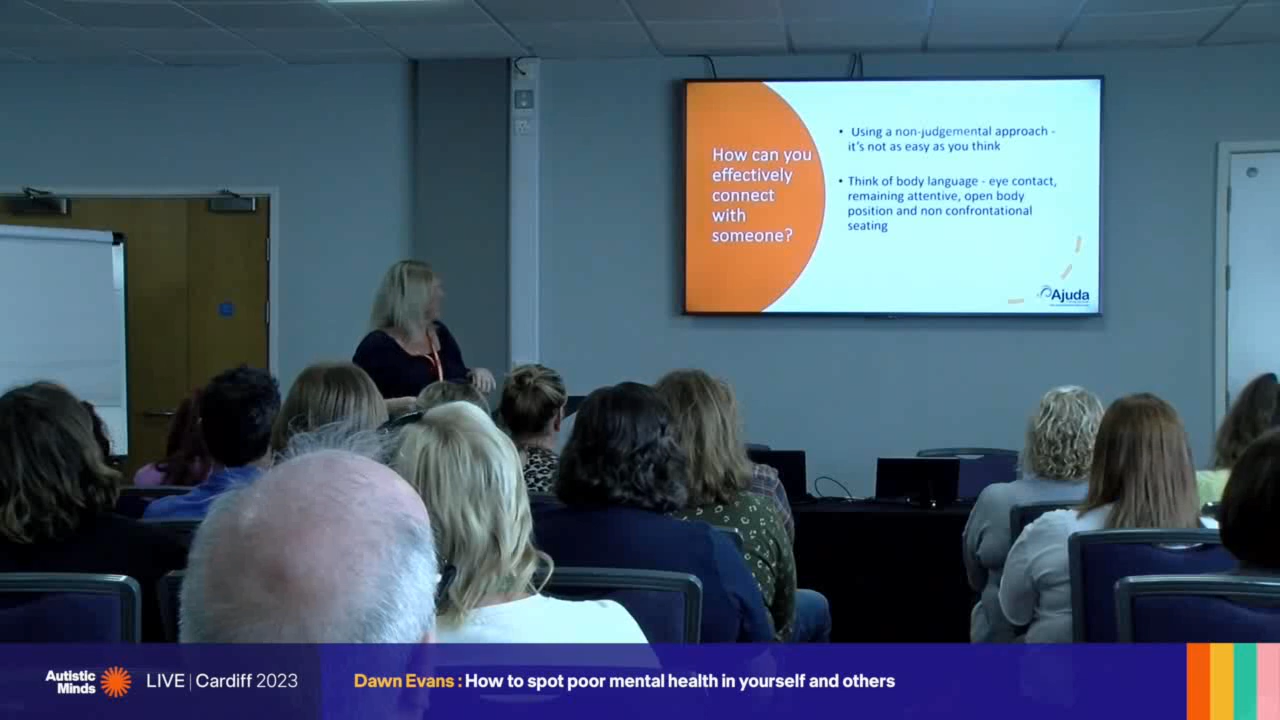 How can you
effectively
connect
with
someone?
• Using a non-judgemental approach -
it's not as easy as you think
• Think of body language - eye contact,
remaining attentive, open body
position and non confrontational
seating
Ajuda
Autistic
Minds
LIVE | Cardiff 2023
Dawn Evans : How to spot poor mental health in yourself and others